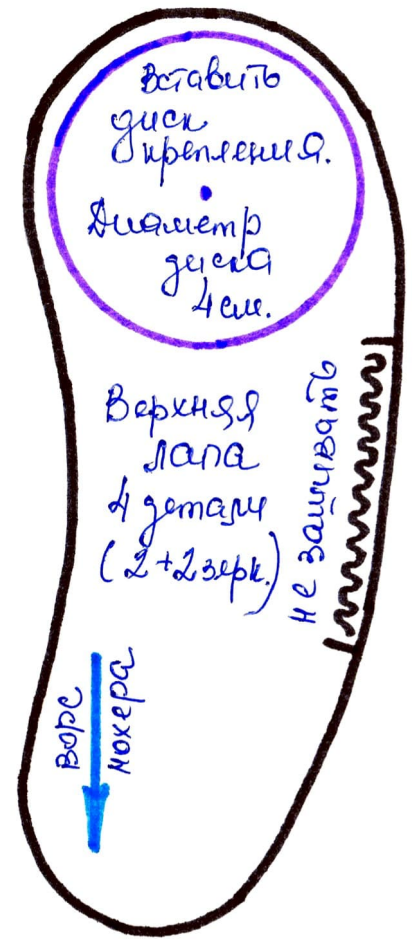 Вставить
диск
крепления.
Диаметр
диска
4 см.
Верхняя
лапа
4 детали
(2+2 зерк.)
не зашивать
ворс
мохера